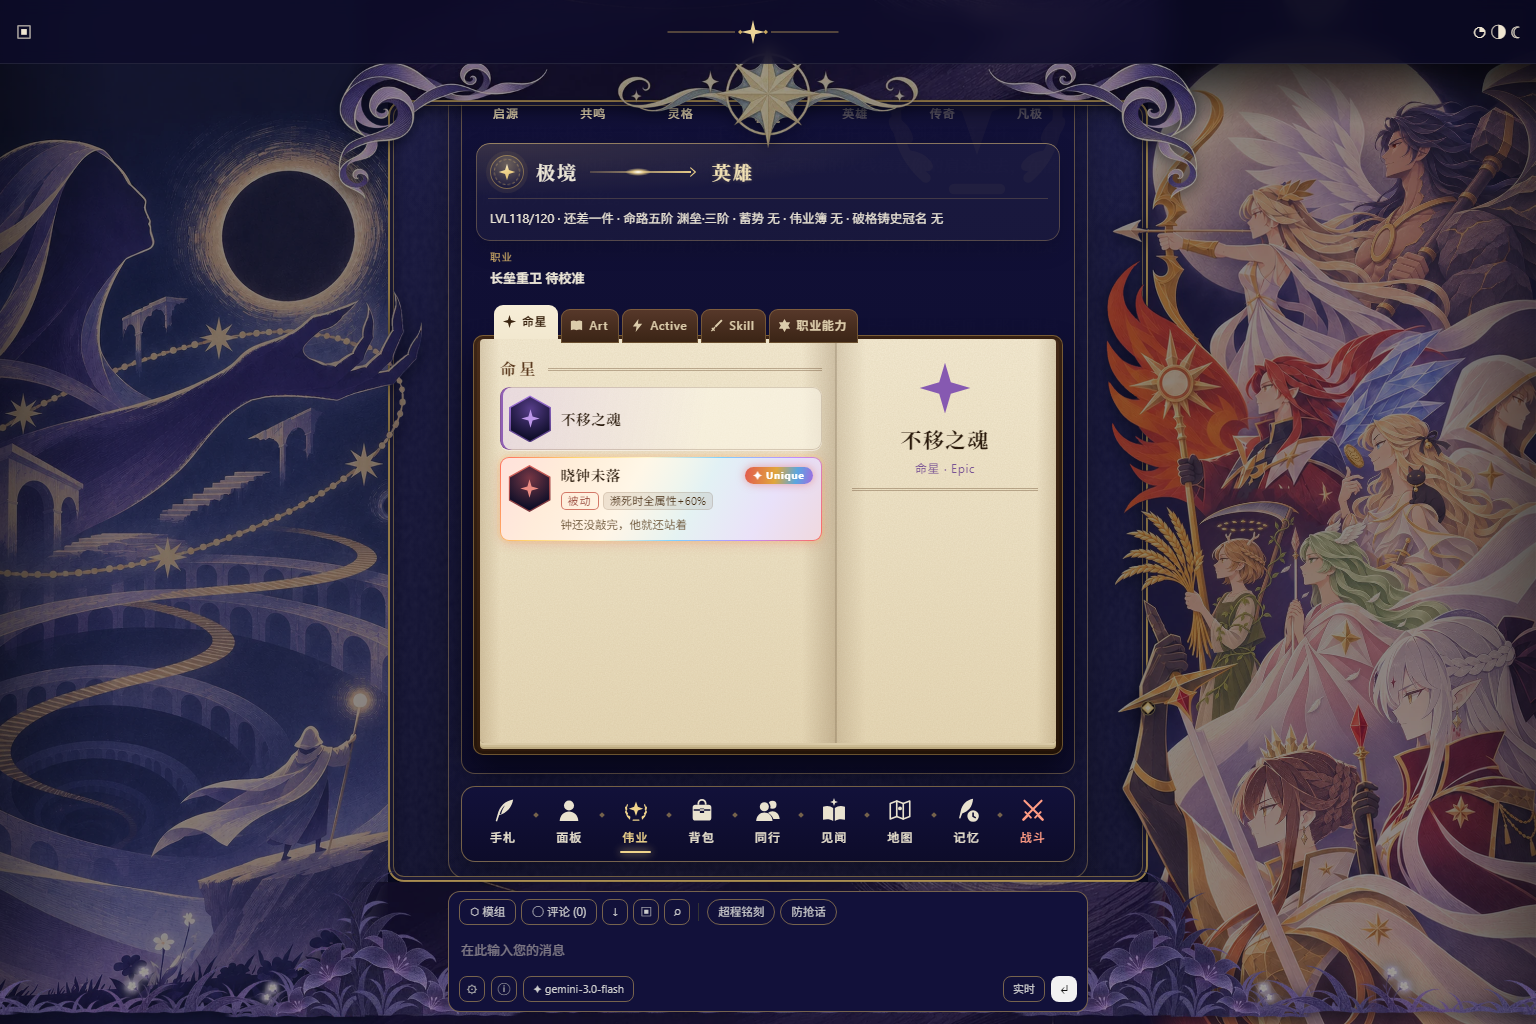 启源 共鸣 灵格 英雄 传奇 凡极
极境 英雄
LVL118/120 · 还差一件 · 命路五阶 渊垒·三阶 · 蓄势 无 · 伟业簿 无 · 破格铸史冠名 无
职业
长垒重卫 待校准
命星 Art Active Skill 职业能力
命星
不移之魂
晓钟未落 Unique
被动 濒死时全属性+60%
钟还没敲完，他就还站着
不移之魂
命星 · Epic
手札 面板 伟业 背包 同行 见闻 地图 记忆 战斗
模组 评论 (0) 超程铭刻 防抢话
在此输入您的消息
gemini-3.0-flash 实时